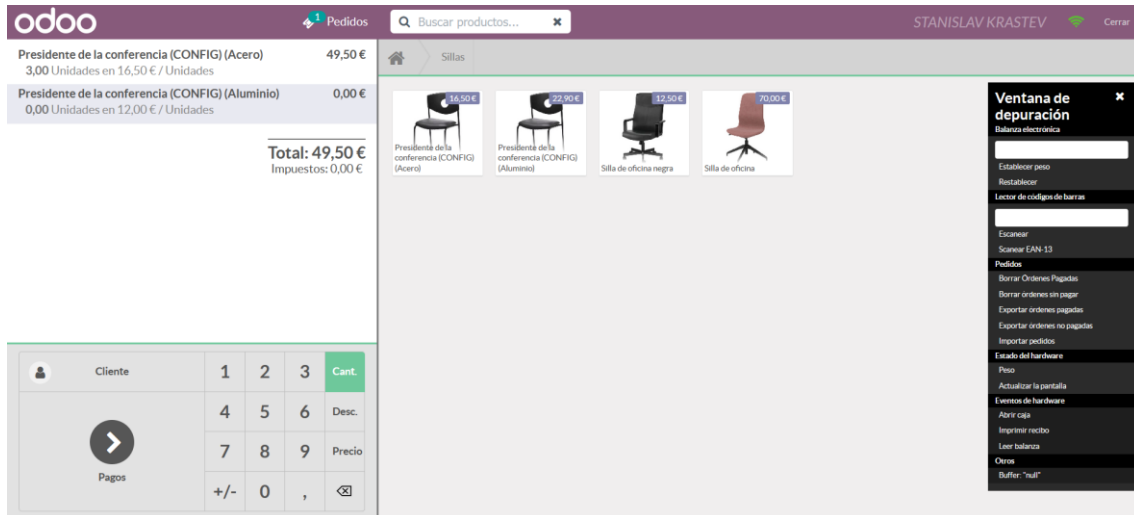 odoo
1 Pedidos
Buscar productos...
STANISLAV KRASTEV
Cerrar
Presidente de la conferencia (CONFIG) (Acero) 49,50 €
3,00 Unidades en 16,50 € / Unidades
Presidente de la conferencia (CONFIG) (Aluminio) 0,00 €
0,00 Unidades en 12,00 € / Unidades
Total: 49,50 €
Impuestos: 0,00 €
Cliente
1 2 3 Cant.
4 5 6 Desc.
7 8 9 Precio
+/- 0 ,
Pagos
Sillas
16,50 €
Presidente de la
conferencia (CONFIG)
(Acero)
22,90 €
Presidente de la
conferencia (CONFIG)
(Aluminio)
12,50 €
Silla de oficina negra
70,00 €
Silla de oficina
Ventana de
depuración
Balanza electrónica
Establecer peso
Restablecer
Lector de códigos de barras
Escanear
Scanear EAN-13
Pedidos
Borrar Órdenes Pagadas
Borrar órdenes sin pagar
Exportar órdenes pagadas
Exportar órdenes no pagadas
Importar pedidos
Estado del hardware
Peso
Actualizar la pantalla
Eventos de hardware
Abrir caja
Imprimir recibo
Leer balanza
Otros
Buffer: "null"